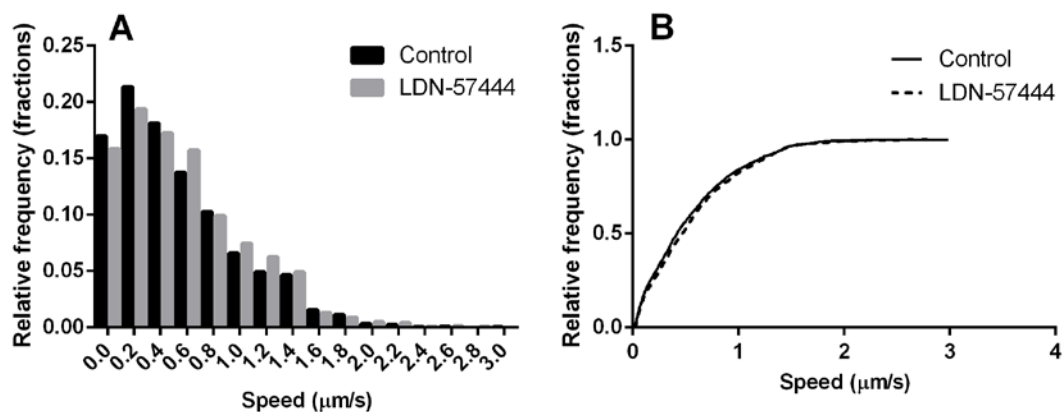 A
Control
LDN-57444
Relative frequency (fractions)
0.25
0.20
0.15
0.10
0.05
0.00
0.0 0.2 0.4 0.6 0.8 1.0 1.2 1.4 1.6 1.8 2.0 2.2 2.4 2.6 2.8 3.0
Speed (μm/s)
B
Control
LDN-57444
Relative frequency (fractions)
1.5
1.0
0.5
0.0
0 1 2 3 4
Speed (μm/s)